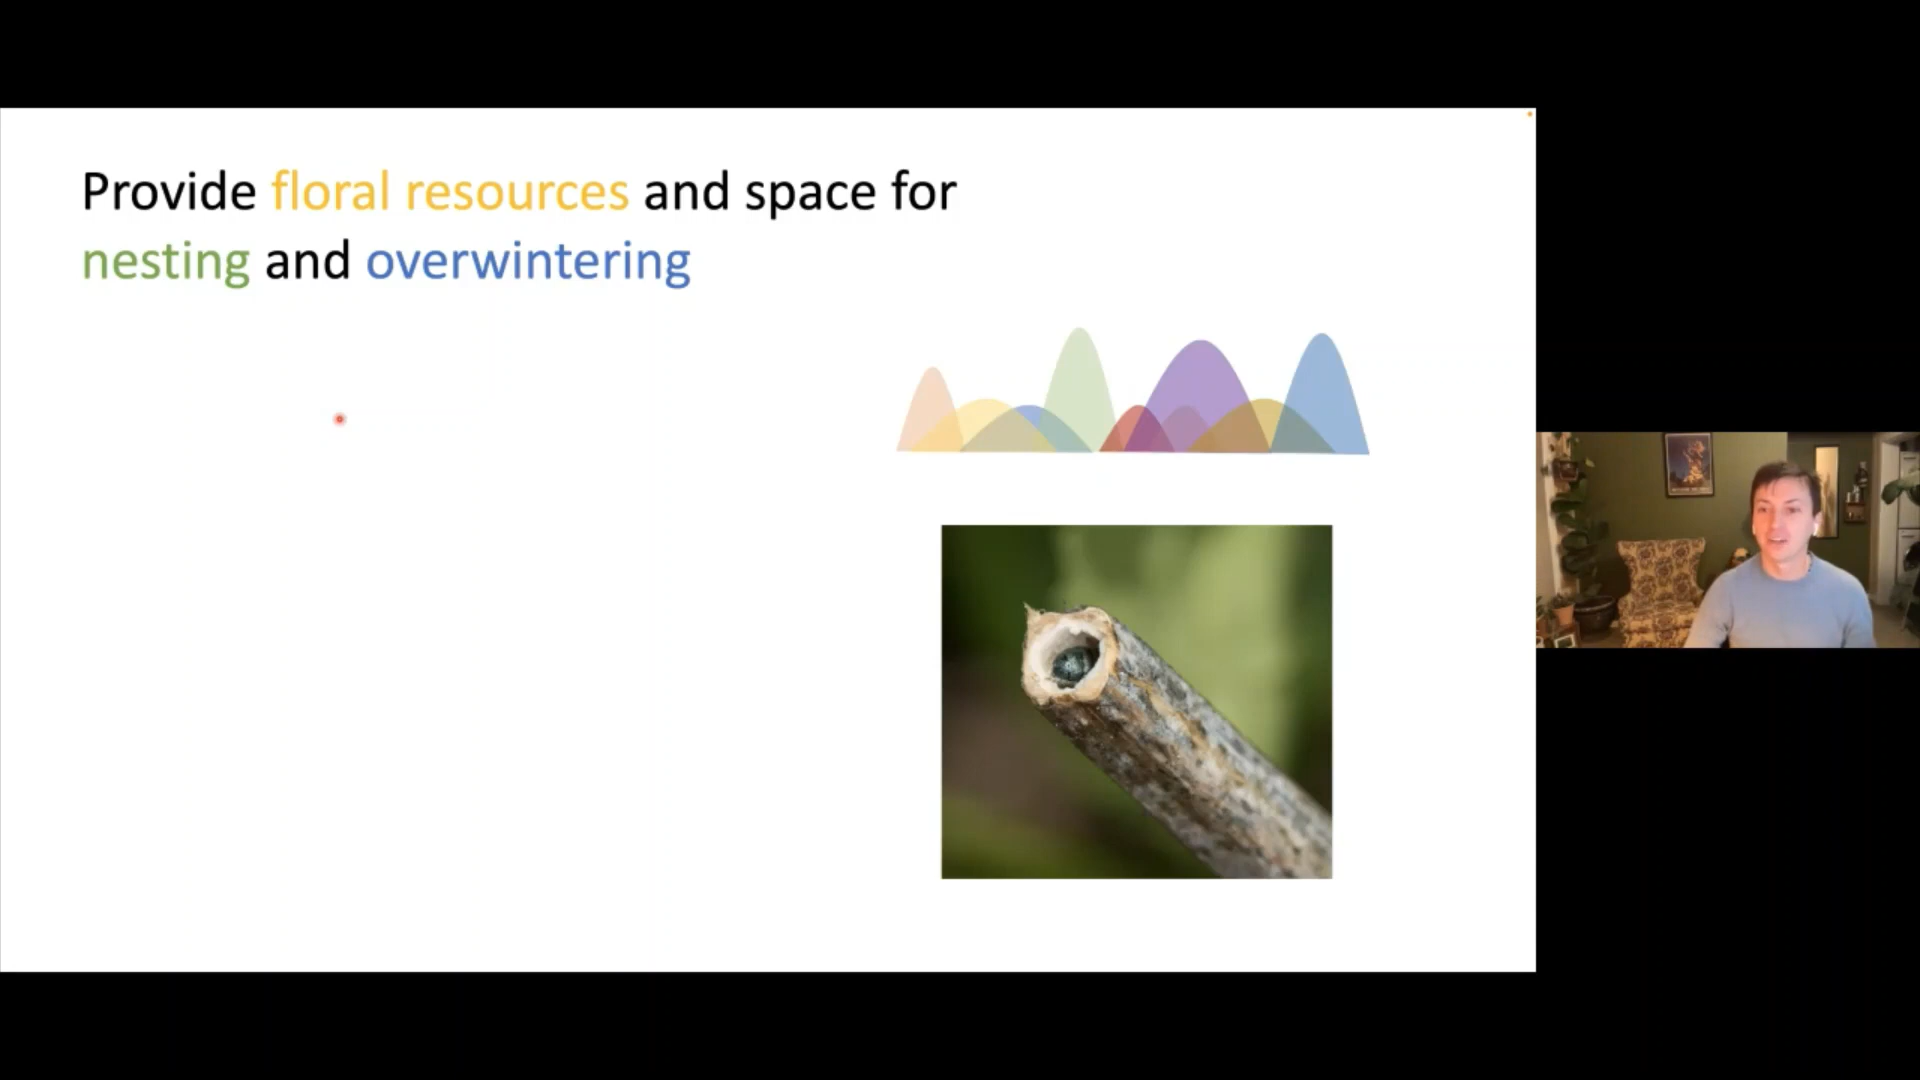 Provide floral resources and space for
nesting and overwintering